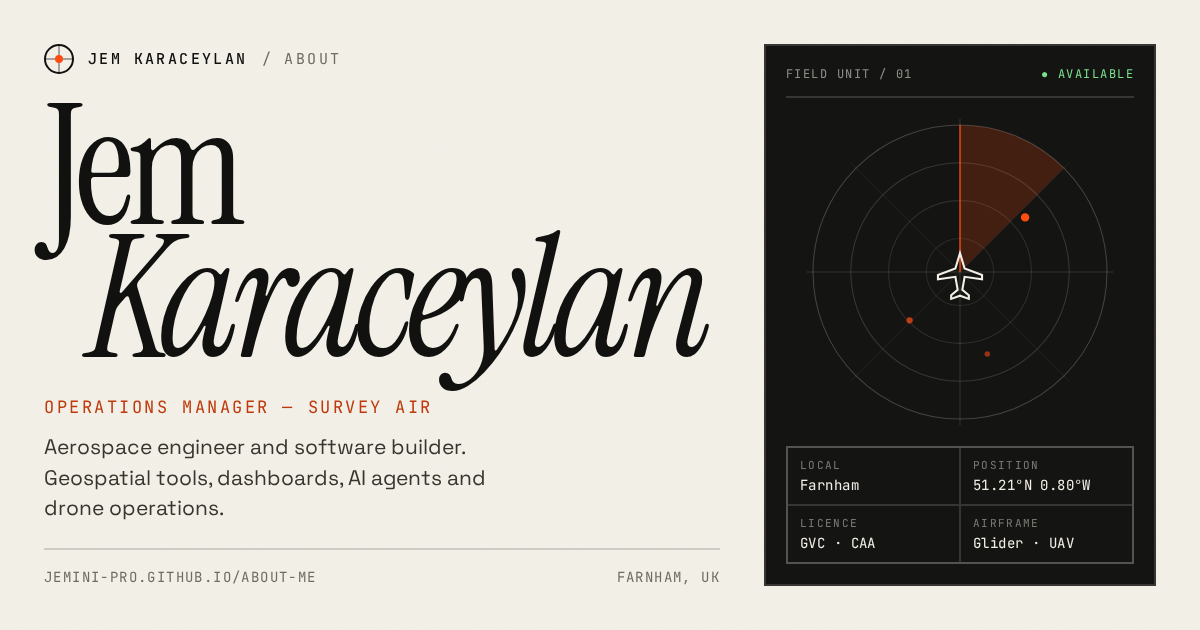 JEM KARACEYLAN / ABOUT
Jem
Karaceylan
OPERATIONS MANAGER — SURVEY AIR
Aerospace engineer and software builder.
Geospatial tools, dashboards, AI agents and
drone operations.
JEMINI-PRO.GITHUB.IO/ABOUT-ME
FARNHAM, UK
FIELD UNIT / 01
● AVAILABLE
LOCAL
Farnham
POSITION
51.21°N 0.80°W
LICENCE
GVC · CAA
AIRFRAME
Glider · UAV